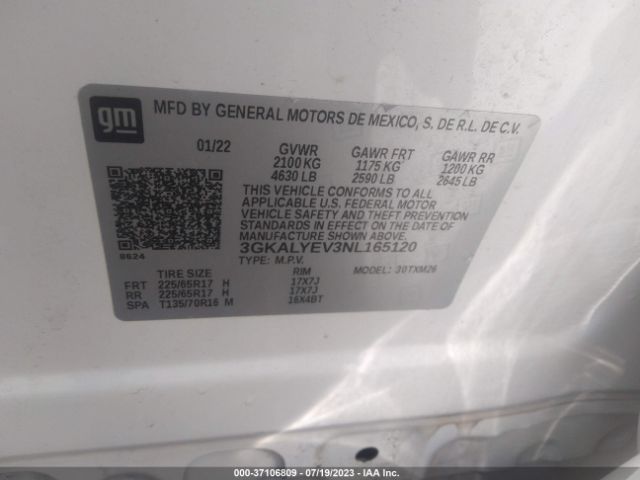 gm
MFD BY GENERAL MOTORS DE MEXICO, S. DE R.L. DE C.V.
01/22 GVWR GAWR FRT GAWR RR
2100 KG 1175 KG 1200 KG
4630 LB 2590 LB 2645 LB
THIS VEHICLE CONFORMS TO ALL
APPLICABLE U.S. FEDERAL MOTOR
VEHICLE SAFETY AND THEFT PREVENTION
STANDARDS IN EFFECT ON THE DATE OF
MANUFACTURE SHOWN ABOVE.
3GKALYEV3NL165120
0624 TYPE: M.P.V. MODEL: 30TXM26
TIRE SIZE RIM
FRT 225/65R17 H 17X7J
RR 225/65R17 H 17X7J
SPA T135/70R16 M 16X4BT
000-37106809 - 07/19/2023 - IAA Inc.